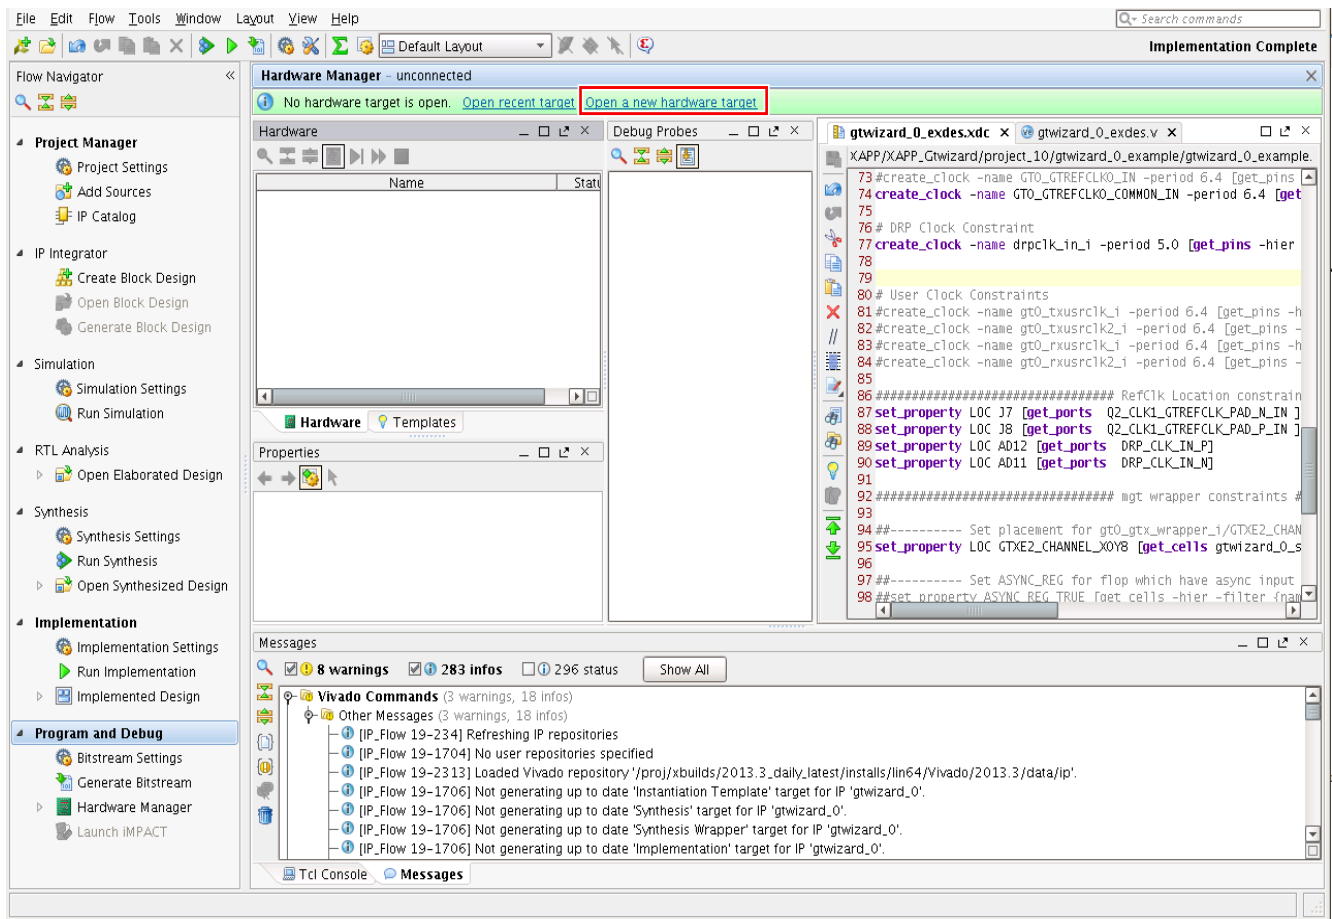 File Edit Flow Tools Window Layout View Help
Search commands
Default Layout
Implementation Complete
Flow Navigator
Project Manager
Project Settings
Add Sources
IP Catalog
IP Integrator
Create Block Design
Open Block Design
Generate Block Design
Simulation
Simulation Settings
Run Simulation
RTL Analysis
Open Elaborated Design
Synthesis
Synthesis Settings
Run Synthesis
Open Synthesized Design
Implementation
Implementation Settings
Run Implementation
Implemented Design
Program and Debug
Bitstream Settings
Generate Bitstream
Hardware Manager
Launch iMPACT
Hardware Manager - unconnected
No hardware target is open. Open recent target Open a new hardware target
Hardware
Name Statu
Hardware Templates
Properties
Debug Probes
gtwizard_0_exdes.xdc gtwizard_0_exdes.v
XAPP/XAPP_Gtwizard/project_10/gtwizard_0_example/gtwizard_0_example.
73 #create_clock -name GT0_GTREFCLK0_IN -period 6.4 [get_pins
74 create_clock -name GT0_GTREFCLK0_COMMON_IN -period 6.4 [get
75
76 # DRP Clock Constraint
77 create_clock -name drpclk_in_i -period 5.0 [get_pins -hier
78
79
80 # User Clock Constraints
81 #create_clock -name gt0_txusrclk_i -period 6.4 [get_pins -h
82 #create_clock -name gt0_txusrclk2_i -period 6.4 [get_pins -
83 #create_clock -name gt0_rxusrclk_i -period 6.4 [get_pins -h
84 #create_clock -name gt0_rxusrclk2_i -period 6.4 [get_pins -
85
86 ################################ RefClk Location constrain
87 set_property LOC J7 [get_ports Q2_CLK1_GTREFCLK_PAD_N_IN ]
88 set_property LOC J8 [get_ports Q2_CLK1_GTREFCLK_PAD_P_IN ]
89 set_property LOC AD12 [get_ports DRP_CLK_IN_P]
90 set_property LOC AD11 [get_ports DRP_CLK_IN_N]
91
92 ################################ mgt wrapper constraints #
93
94 ##---------- Set placement for gt0_gtx_wrapper_i/GTXE2_CHAN
95 set_property LOC GTXE2_CHANNEL_X0Y8 [get_cells gtwizard_0_s
96
97 ##---------- Set ASYNC_REG for flop which have async input
98 ##set_property ASYNC_REG TRUE [get_cells -hier -filter {nam
Messages
8 warnings 283 infos 296 status Show All
Vivado Commands (3 warnings, 18 infos)
Other Messages (3 warnings, 18 infos)
[IP_Flow 19-234] Refreshing IP repositories
[IP_Flow 19-1704] No user repositories specified
[IP_Flow 19-2313] Loaded Vivado repository '/proj/xbuilds/2013.3_daily_latest/installs/lin64/Vivado/2013.3/data/ip'.
[IP_Flow 19-1706] Not generating up to date 'Instantiation Template' target for IP 'gtwizard_0'.
[IP_Flow 19-1706] Not generating up to date 'Synthesis' target for IP 'gtwizard_0'.
[IP_Flow 19-1706] Not generating up to date 'Synthesis Wrapper' target for IP 'gtwizard_0'.
[IP_Flow 19-1706] Not generating up to date 'Implementation' target for IP 'gtwizard_0'.
Tcl Console Messages